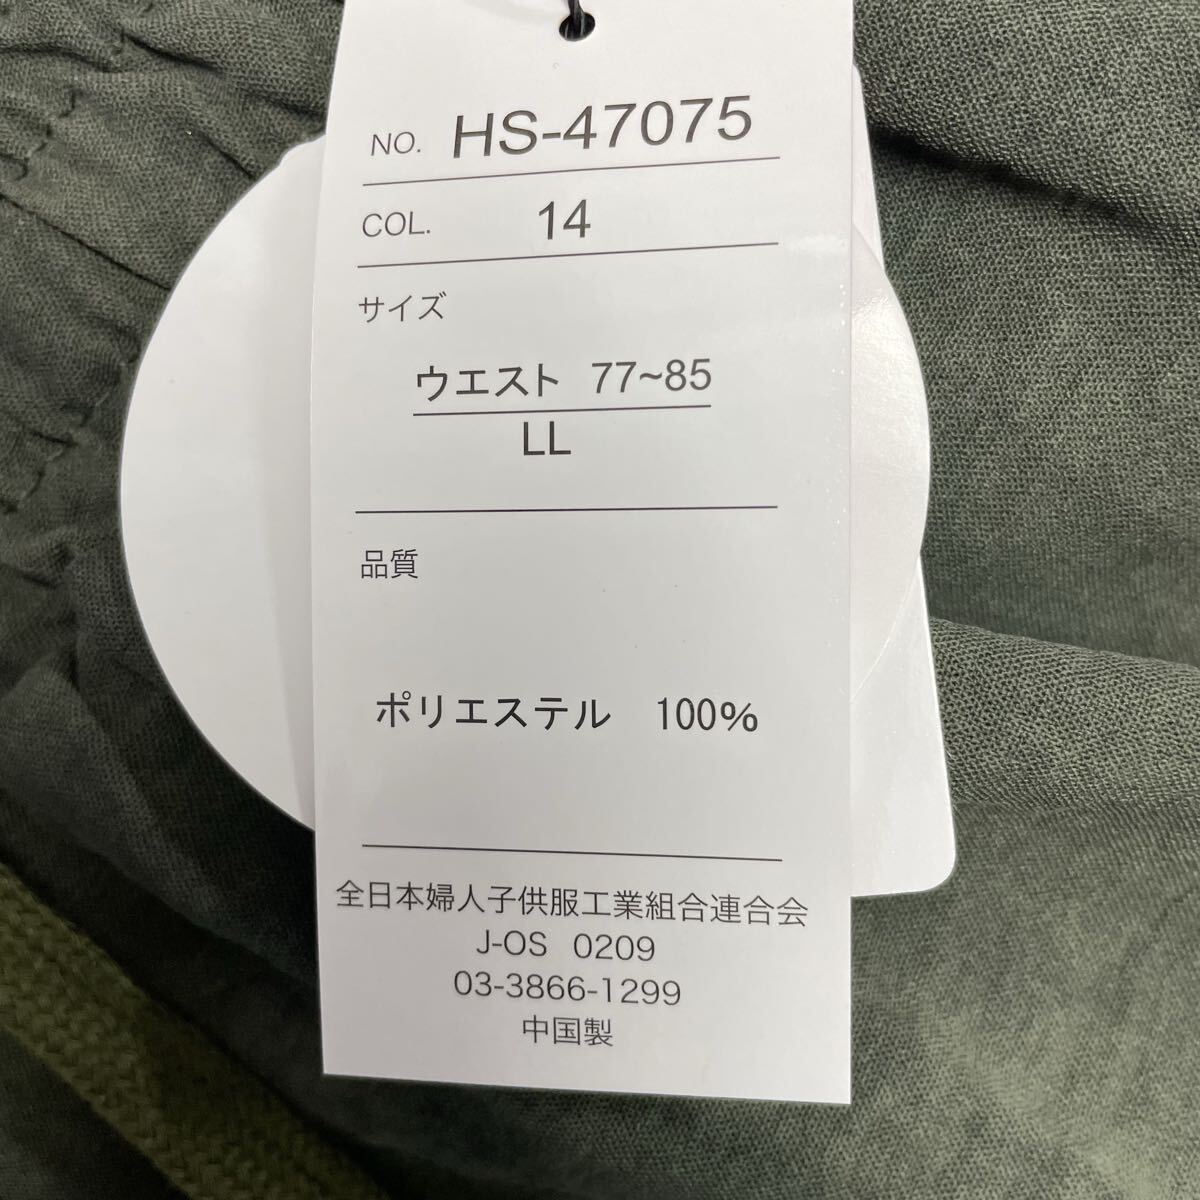 NO. HS-47075
COL. 14
サイズ
ウエスト 77~85
LL
品質
ポリエステル 100%
全日本婦人子供服工業組合連合会
J-OS 0209
03-3866-1299
中国製